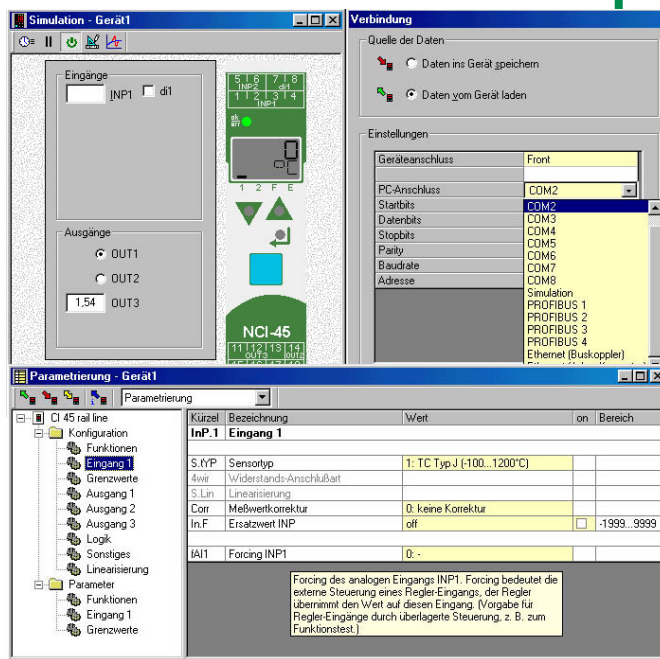 Simulation - Gerät1
Eingänge
INP1 di1
5 6 7 8
INP2 di1
1 2 3 4
INP1
ok
err
0
°C
1 2 F E
Ausgänge
OUT1
OUT2
1,54 OUT3
NCI-45
11 12 13 14
OUT3 OUT2
Verbindung
Quelle der Daten
Daten ins Gerät speichern
Daten vom Gerät laden
Einstellungen
Geräteanschluss Front
PC-Anschluss COM2
Startbits COM2
Datenbits COM3
Stopbits COM4
Parity COM5
Baudrate COM6
Adresse COM7
COM8
Simulation
PROFIBUS 1
PROFIBUS 2
PROFIBUS 3
PROFIBUS 4
Ethernet (Buskoppler)
Parametrierung - Gerät1
Parametrierung
CI 45 rail line
Konfiguration
Funktionen
Eingang 1
Grenzwerte
Ausgang 1
Ausgang 2
Ausgang 3
Logik
Sonstiges
Linearisierung
Parameter
Funktionen
Eingang 1
Grenzwerte
Kürzel Bezeichnung Wert on Bereich
InP.1 Eingang 1
S.tYP Sensortyp 1: TC Typ J (-100...1200°C)
4wir Widerstands-Anschlußart
S.Lin Linearisierung
Corr Meßwertkorrektur 0: keine Korrektur
In.F Ersatzwert INP off -1999...9999
fAI1 Forcing INP1 0: -
Forcing des analogen Eingangs INP1. Forcing bedeutet die
externe Steuerung eines Regler-Eingangs, der Regler
übernimmt den Wert auf diesen Eingang. (Vorgabe für
Regler-Eingänge durch überlagerte Steuerung, z. B. zum
Funktionstest.)